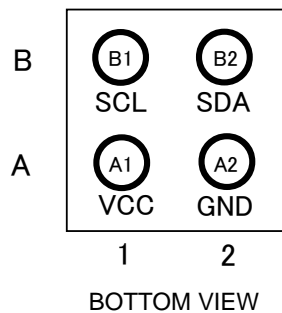 B B1 B2
SCL SDA
A A1 A2
VCC GND
1 2
BOTTOM VIEW